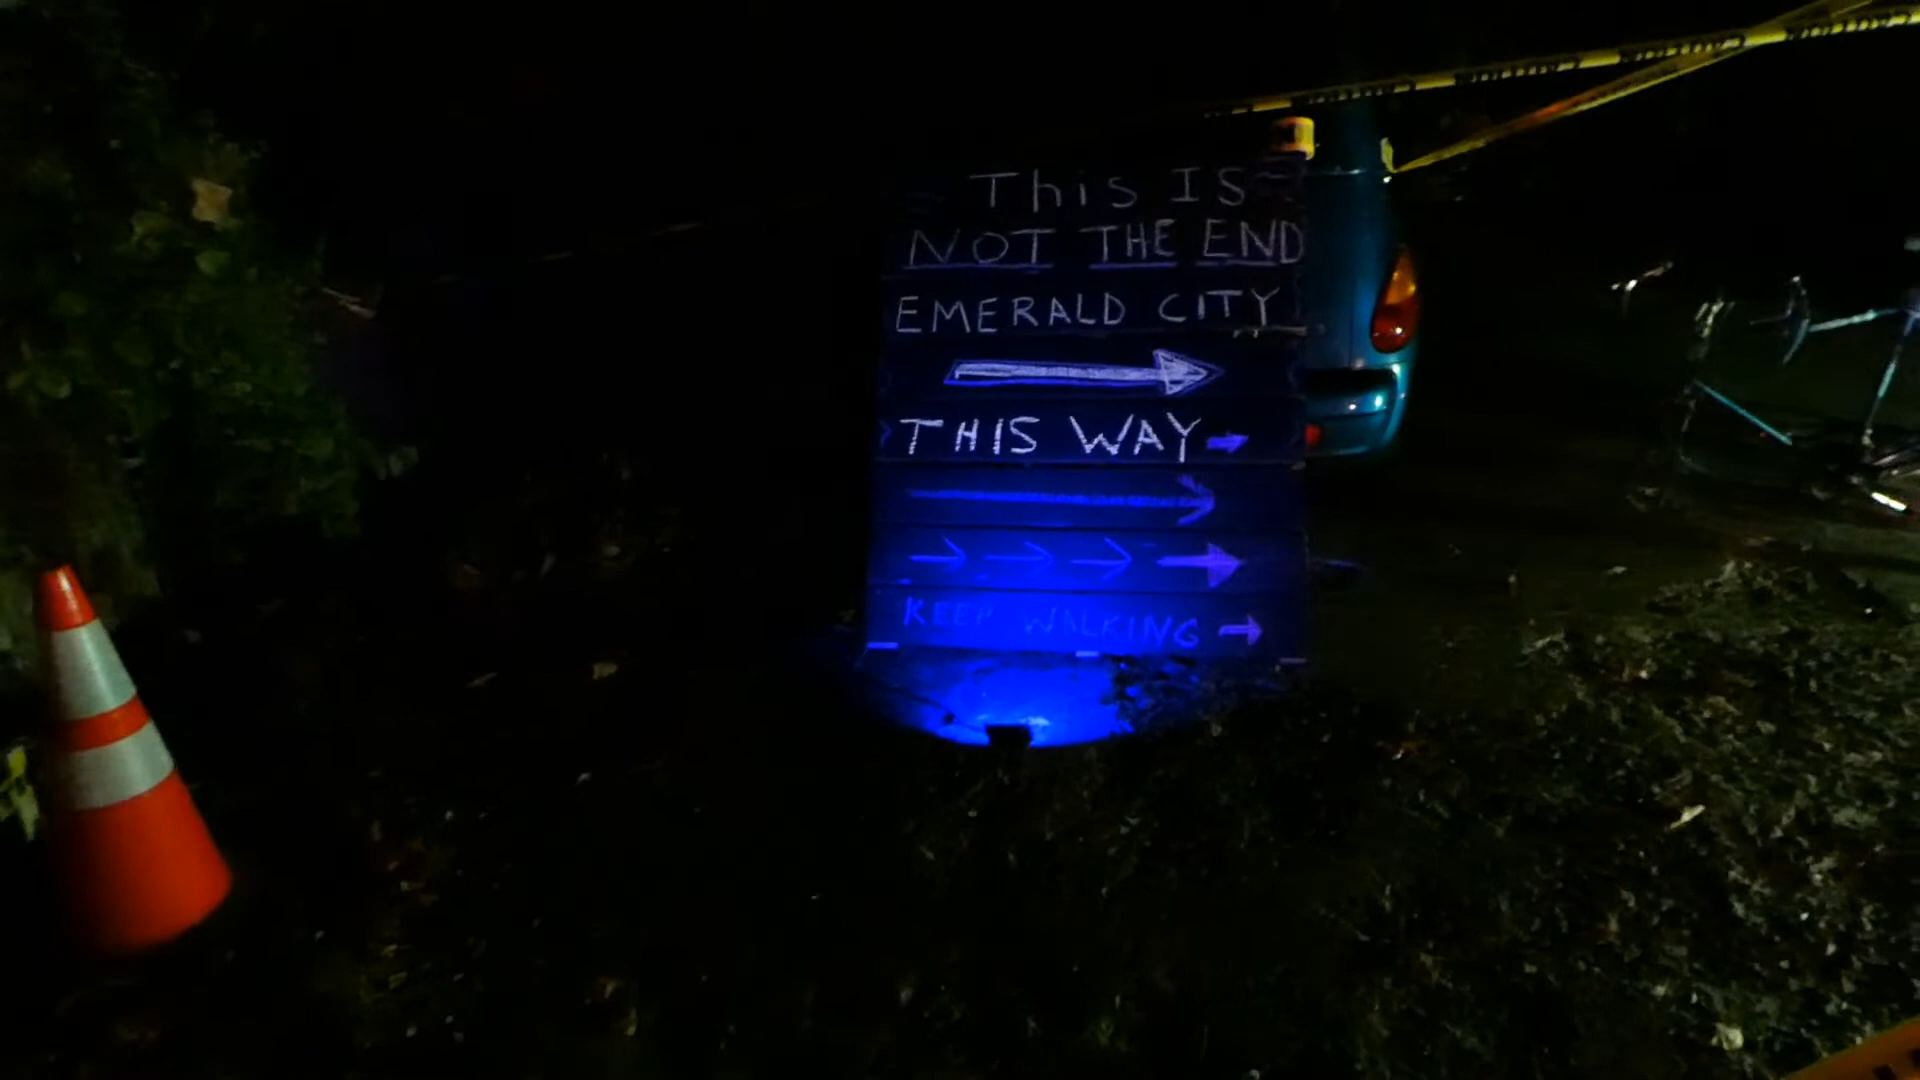 This IS
NOT THE END
EMERALD CITY
THIS WAY
KEEP WALKING